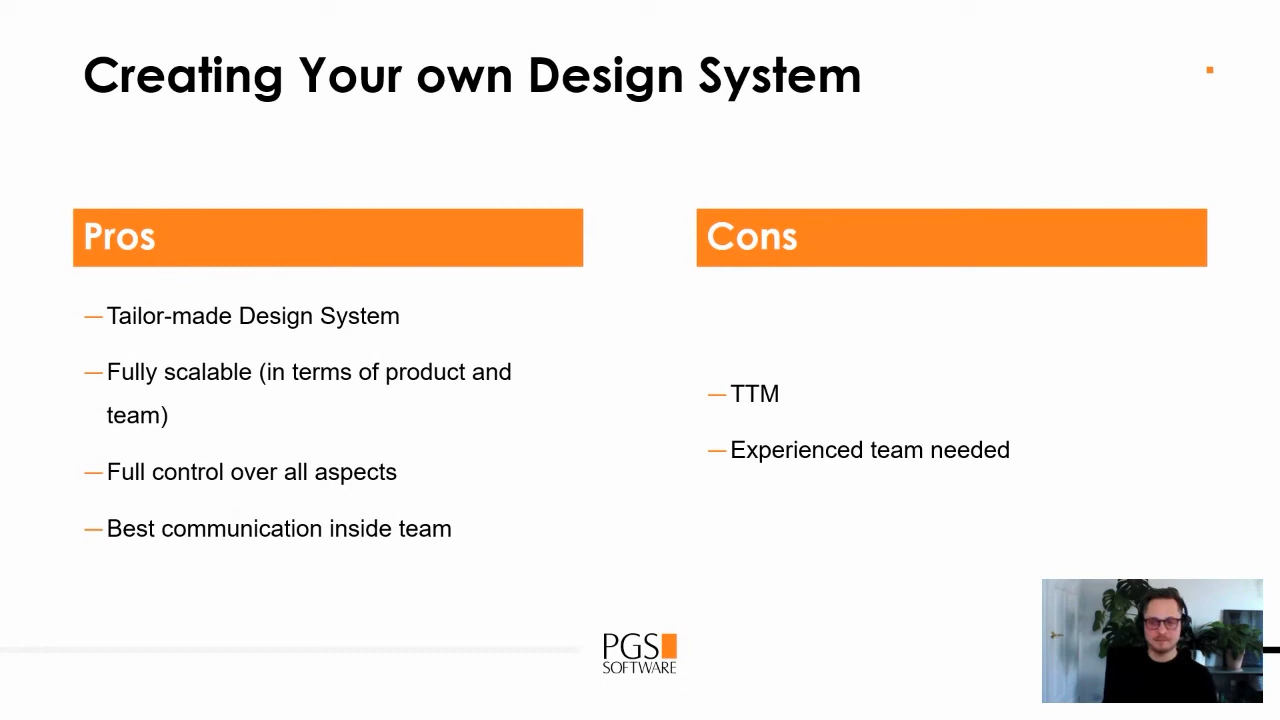 Creating Your own Design System
Pros
— Tailor-made Design System
— Fully scalable (in terms of product and
team)
— Full control over all aspects
— Best communication inside team
Cons
— TTM
— Experienced team needed
PGS
SOFTWARE